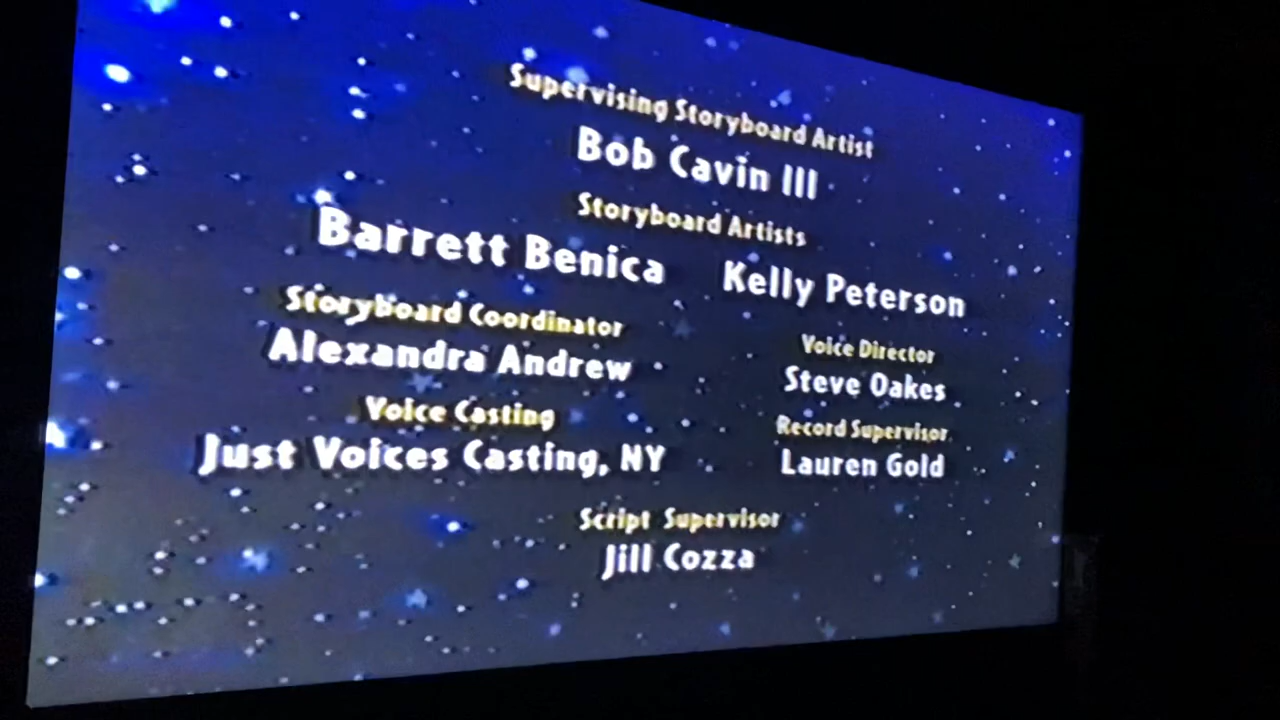 Supervising Storyboard Artist
Bob Cavin III
Storyboard Artists
Barrett Benica Kelly Peterson
Storyboard Coordinator
Alexandra Andrew
Voice Director
Steve Oakes
Voice Casting
Just Voices Casting, NY
Record Supervisor
Lauren Gold
Script Supervisor
Jill Cozza